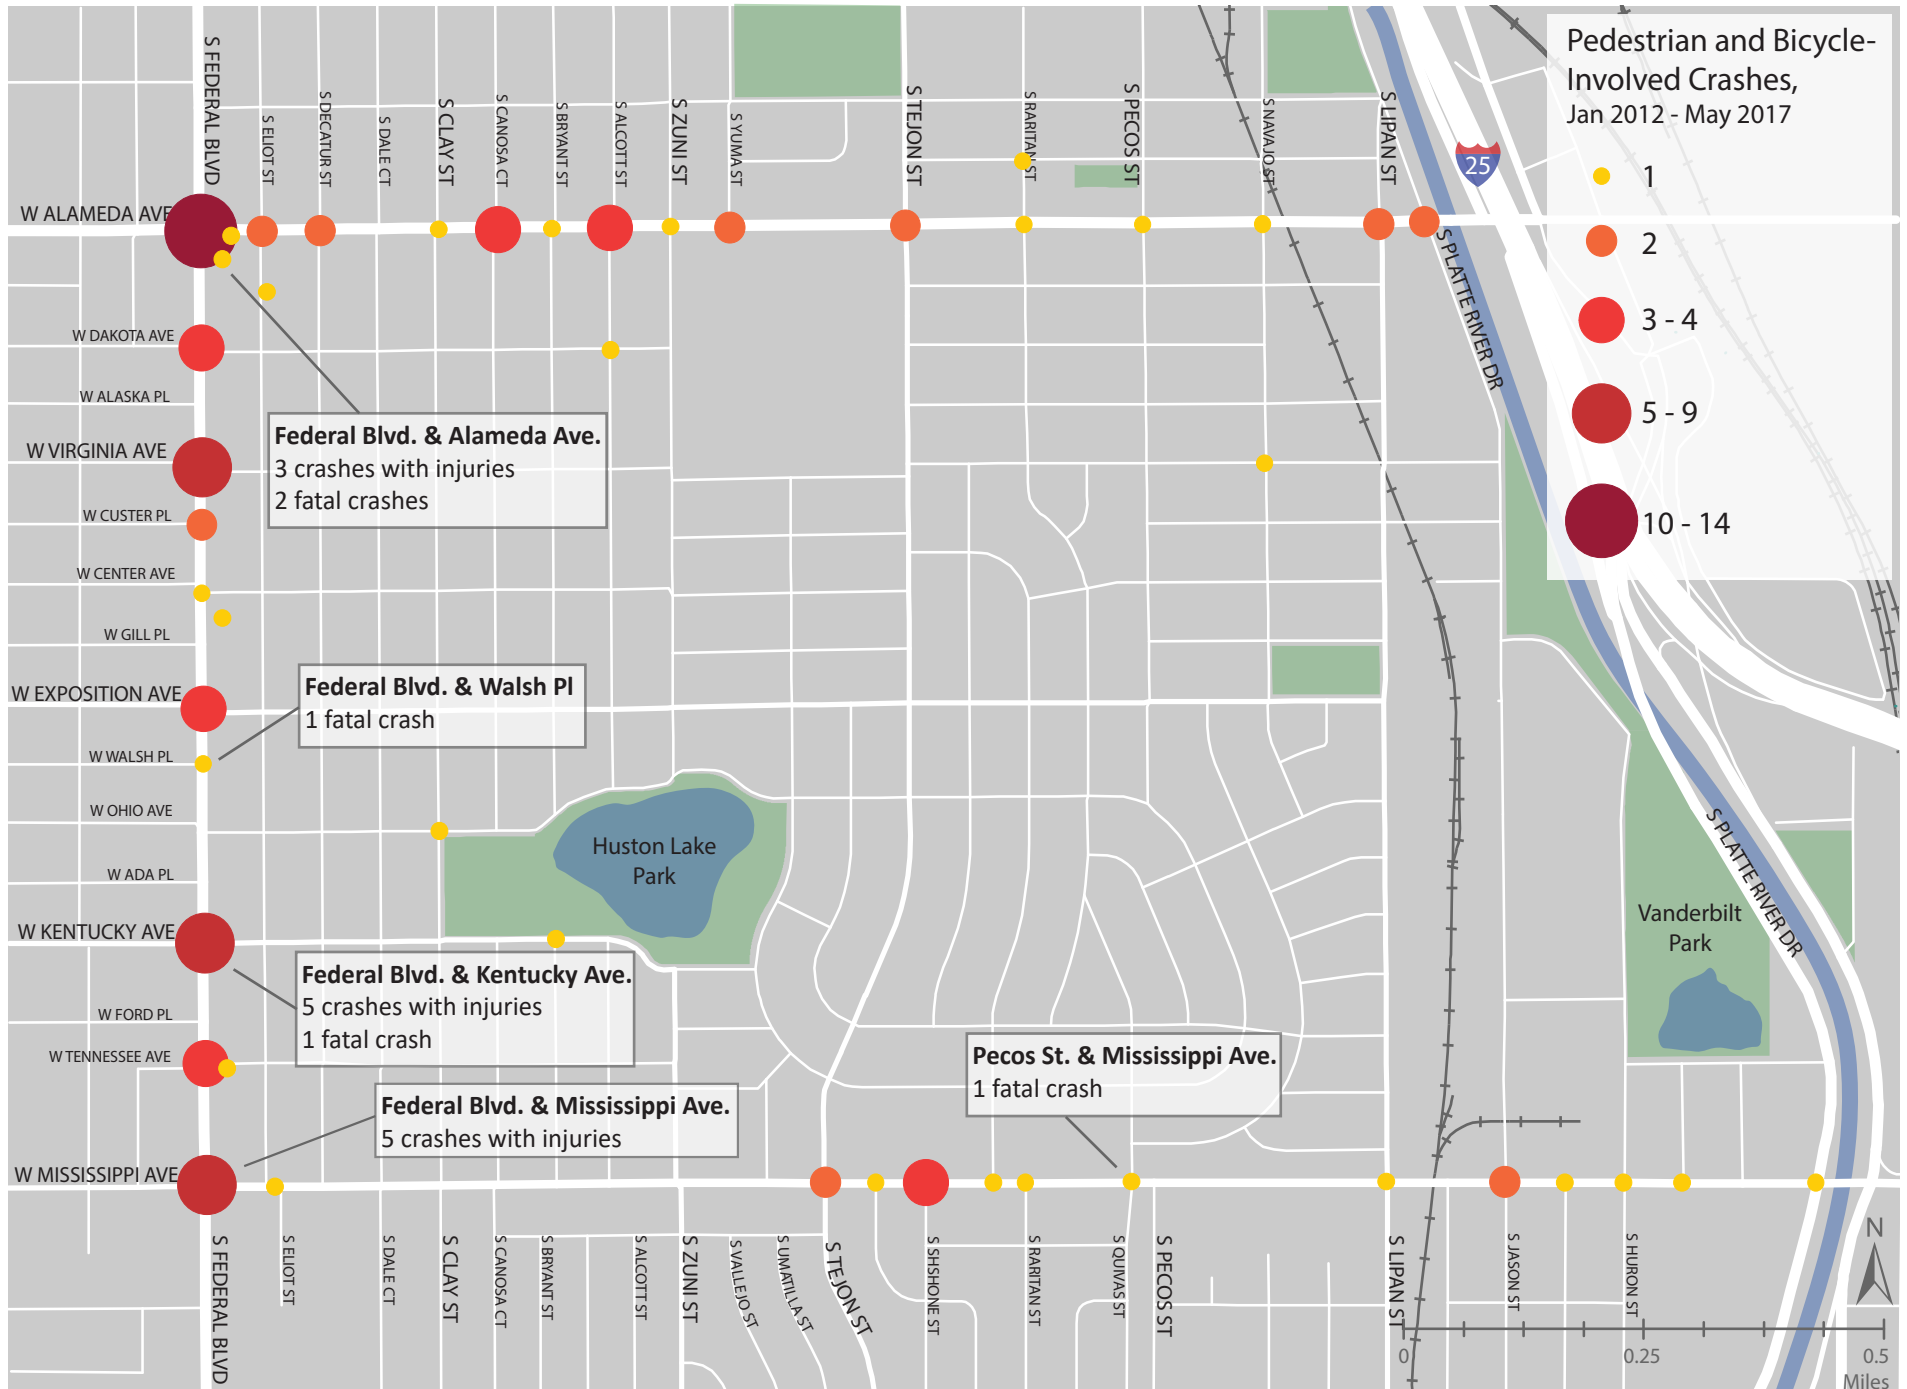 Pedestrian and Bicycle-
Involved Crashes,
Jan 2012 - May 2017
1
2
3 - 4
5 - 9
10 - 14
25
S FEDERAL BLVD
S ELIOT ST
S DECATUR ST
S DALE CT
S CLAY ST
S CANOSA CT
S BRYANT ST
S ALCOTT ST
S ZUNI ST
S YUMA ST
S TEJON ST
S RARITAN ST
S PECOS ST
S NAVAJO ST
S LIPAN ST
S PLATTE RIVER DR
W ALAMEDA AVE
W DAKOTA AVE
W ALASKA PL
W VIRGINIA AVE
W CUSTER PL
W CENTER AVE
W GILL PL
W EXPOSITION AVE
W WALSH PL
W OHIO AVE
W ADA PL
W KENTUCKY AVE
W FORD PL
W TENNESSEE AVE
W MISSISSIPPI AVE
Federal Blvd. & Alameda Ave.
3 crashes with injuries
2 fatal crashes
Federal Blvd. & Walsh Pl
1 fatal crash
Huston Lake
Park
Vanderbilt
Park
S PLATTE RIVER DR
Federal Blvd. & Kentucky Ave.
5 crashes with injuries
1 fatal crash
Pecos St. & Mississippi Ave.
1 fatal crash
Federal Blvd. & Mississippi Ave.
5 crashes with injuries
S FEDERAL BLVD
S ELIOT ST
S DALE CT
S CLAY ST
S CANOSA CT
S BRYANT ST
S ALCOTT ST
S ZUNI ST
S VALLEJO ST
S UMATILLA ST
S TEJON ST
S SHSHONE ST
S RARITAN ST
S QUIVAS ST
S PECOS ST
S LIPAN ST
S JASON ST
S HURON ST
N
0
0.25
0.5
Miles